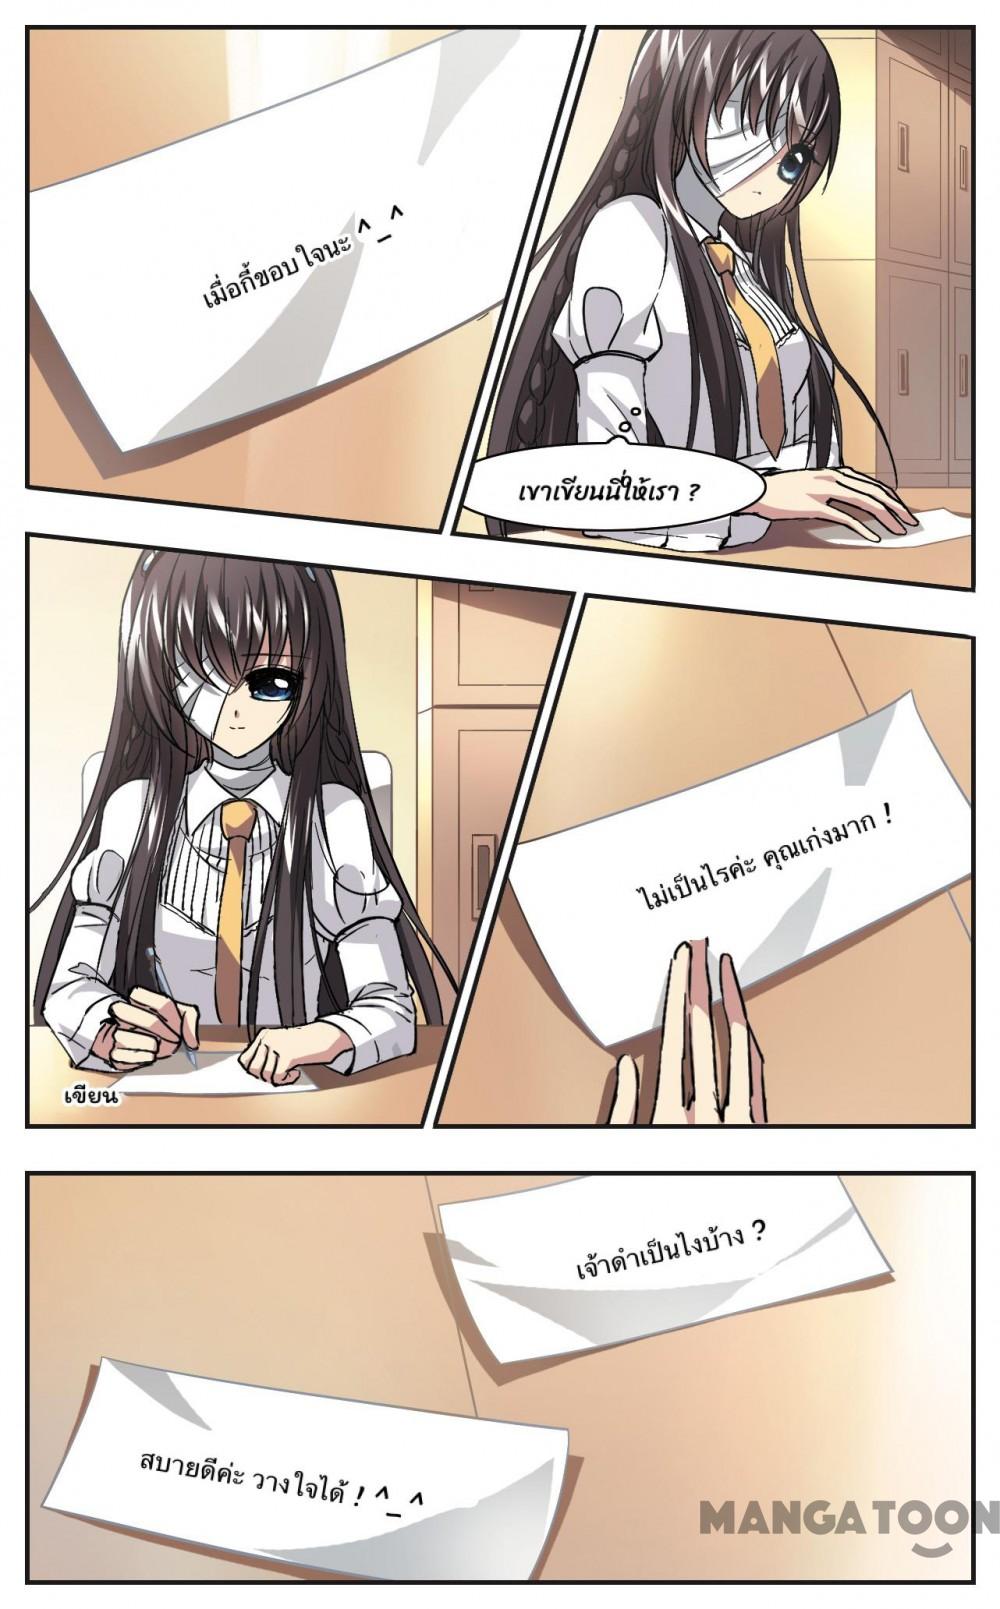 เมื่อกี้ขอบใจนะ ^_^
เขาเขียนนี่ให้เรา ?
เขียน
ไม่เป็นไรค่ะ คุณเก่งมาก !
เจ้าดำเป็นไงบ้าง ?
สบายดีค่ะ วางใจได้ ! ^_^
MANGATOON